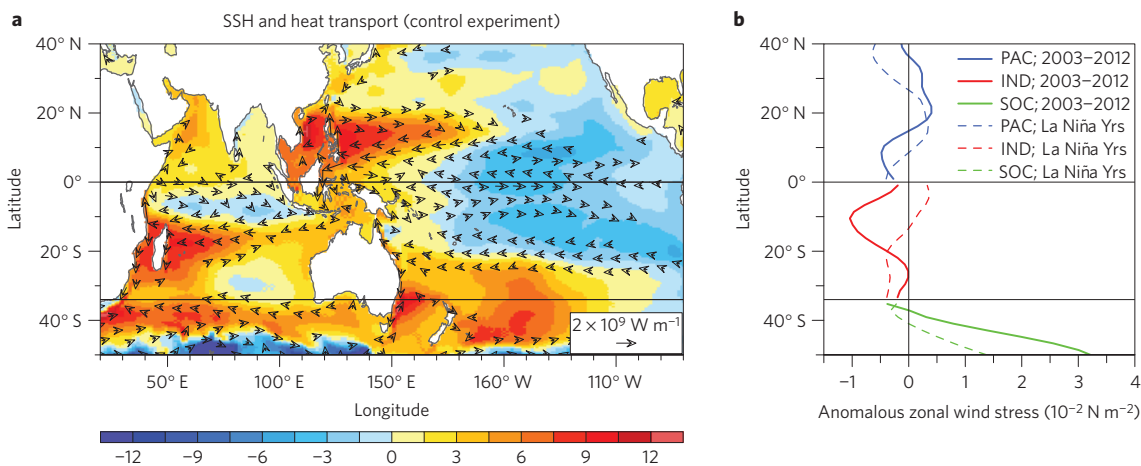 a
SSH and heat transport (control experiment)
40° N
20° N
0°
20° S
40° S
Latitude
2 × 10⁹ W m⁻¹
50° E
100° E
150° E
160° W
110° W
Longitude
−12
−9
−6
−3
0
3
6
9
12
b
40° N
20° N
0°
20° S
40° S
Latitude
PAC; 2003–2012
IND; 2003–2012
SOC; 2003–2012
PAC; La Niña Yrs
IND; La Niña Yrs
SOC; La Niña Yrs
−1
0
1
2
3
4
Anomalous zonal wind stress (10⁻² N m⁻²)